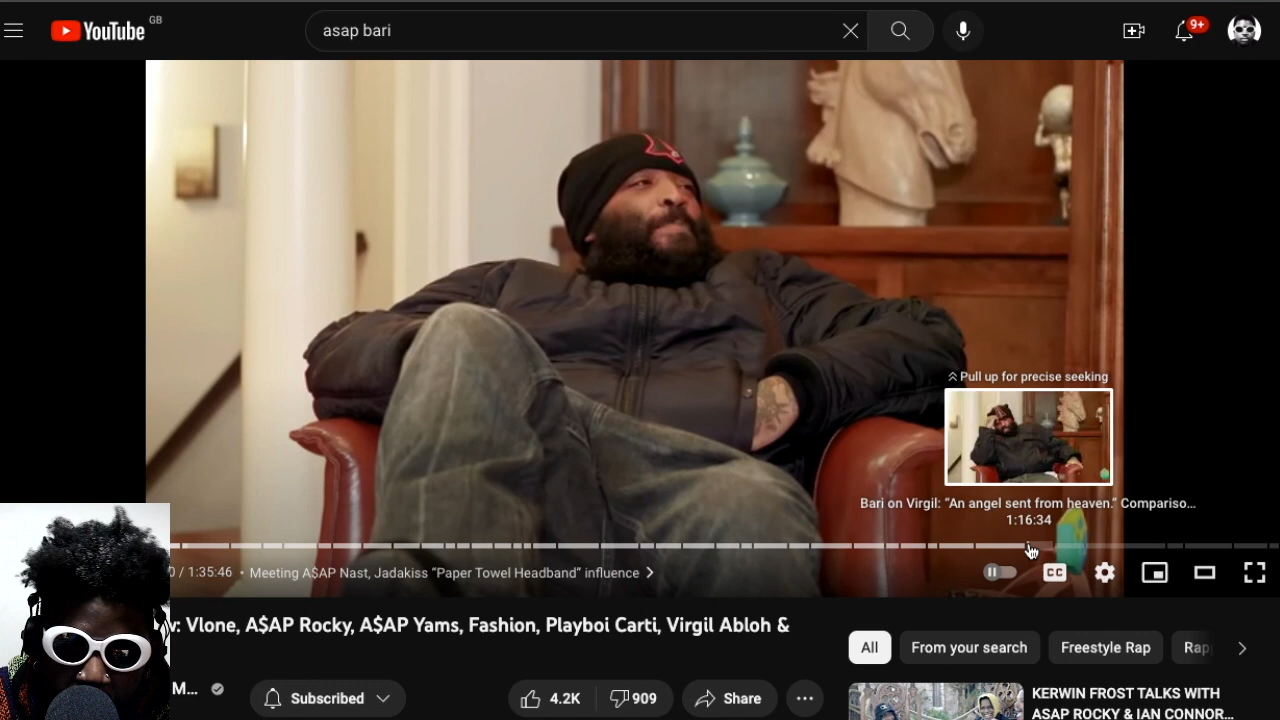 YouTube GB
asap bari
9+
Pull up for precise seeking
Bari on Virgil: “An angel sent from heaven.” Compariso...
1:16:34
0 / 1:35:46 • Meeting A$AP Nast, Jadakiss “Paper Towel Headband” influence
CC
v: Vlone, A$AP Rocky, A$AP Yams, Fashion, Playboi Carti, Virgil Abloh &
All
From your search
Freestyle Rap
Rap
M...
Subscribed
4.2K
909
Share
...
KERWIN FROST TALKS WITH
A$AP ROCKY & IAN CONNOR...